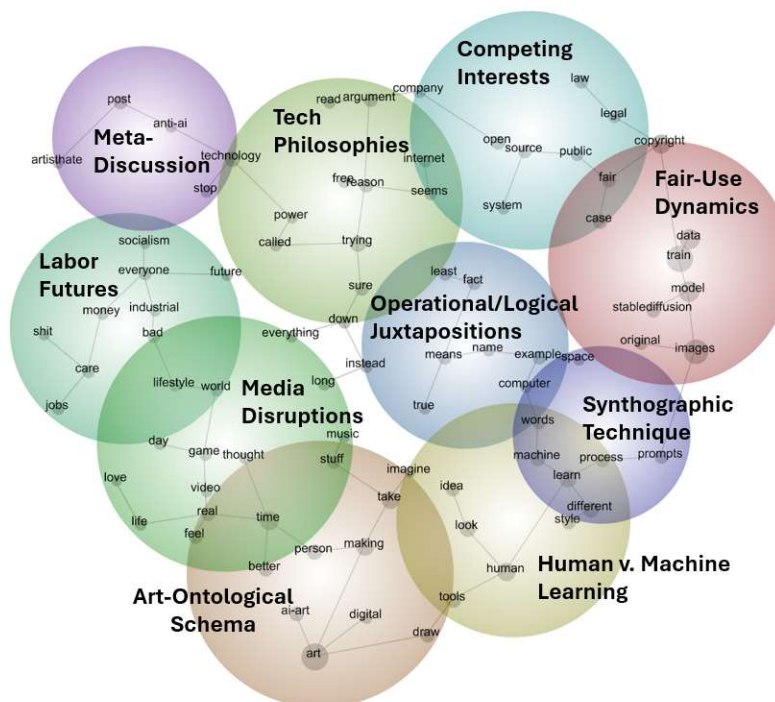 Competing
Interests
law
legal
company
open
source
public
copyright
fair
system
case
post
anti-ai
Meta-
Discussion
artisthate
technology
stop
Tech
Philosophies
read
argument
internet
free
reason
seems
power
called
trying
sure
down
everything
instead
long
Fair-Use
Dynamics
data
train
model
stablediffusion
original
images
Labor
Futures
socialism
everyone
future
money
industrial
bad
shit
care
jobs
lifestyle
world
Operational/Logical
Juxtapositions
least
fact
means
name
example
space
computer
true
Media
Disruptions
day
game
thought
music
stuff
love
video
real
life
feel
time
better
Synthographic
Technique
words
process
prompts
machine
learn
different
style
imagine
take
idea
look
human
tools
Human v. Machine
Learning
person
making
Art-Ontological
Schema
ai-art
digital
draw
art